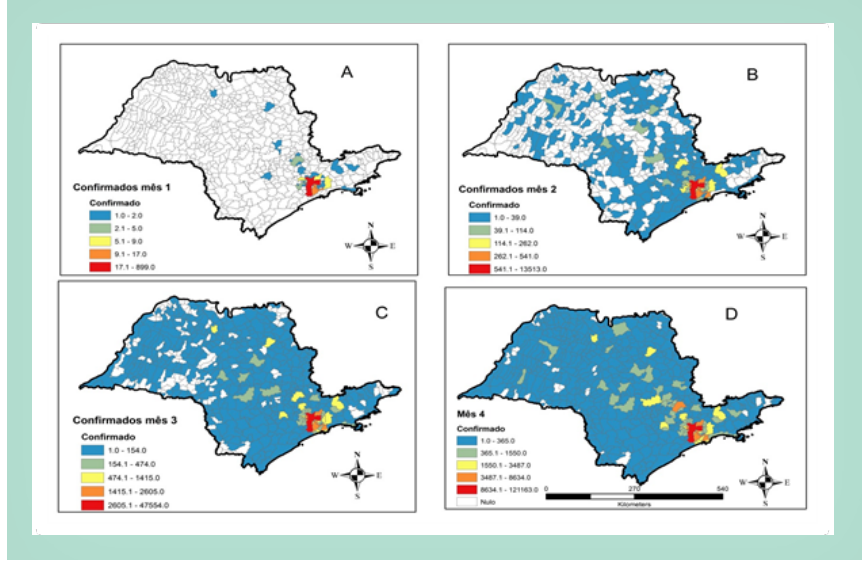 A
Confirmados mês 1
Confirmado
1.0 - 2.0
2.1 - 5.0
5.1 - 9.0
9.1 - 17.0
17.1 - 899.0
N
W E
S
B
Confirmados mês 2
Confirmado
1.0 - 39.0
39.1 - 114.0
114.1 - 262.0
262.1 - 541.0
541.1 - 13513.0
N
W E
S
C
Confirmados mês 3
Confirmado
1.0 - 154.0
154.1 - 474.0
474.1 - 1415.0
1415.1 - 2605.0
2605.1 - 47554.0
N
W E
S
D
Mês 4
Confirmado
1.0 - 365.0
365.1 - 1550.0
1550.1 - 3487.0
3487.1 - 8634.0
8634.1 - 121163.0
Nulo
N
W E
S
0 270 540
Kilometers